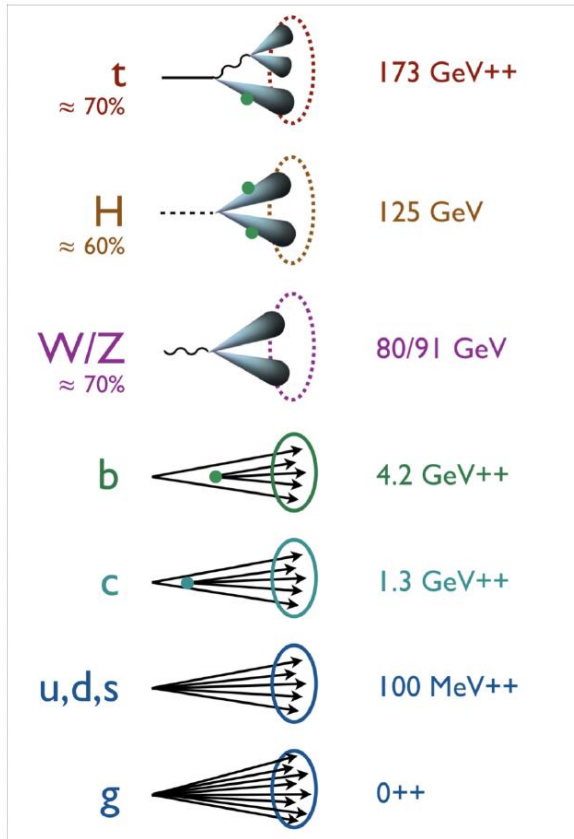 t
≈ 70%
173 GeV++
H
≈ 60%
125 GeV
W/Z
≈ 70%
80/91 GeV
b
4.2 GeV++
c
1.3 GeV++
u,d,s
100 MeV++
g
0++